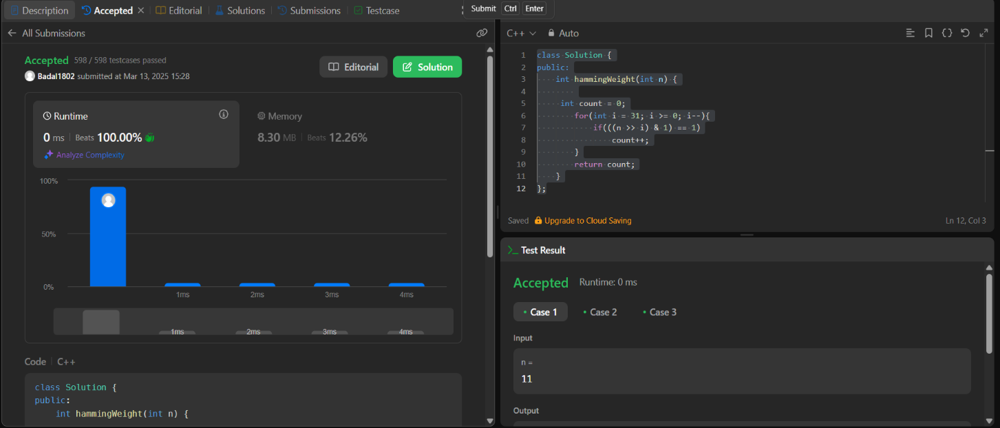 Description
Accepted
Editorial
Solutions
Submissions
Testcase
Submit Ctrl Enter
All Submissions
Accepted 598 / 598 testcases passed
Badal1802 submitted at Mar 13, 2025 15:28
Editorial
Solution
Runtime
0 ms Beats 100.00%
Analyze Complexity
Memory
8.30 MB Beats 12.26%
100%
50%
0%
1ms 2ms 3ms 4ms
1ms 2ms 3ms 4ms
Code C++
class Solution {
public:
    int hammingWeight(int n) {
C++ Auto
1 class Solution {
2 public:
3     int hammingWeight(int n) {
4
5      int count = 0;
6         for(int i = 31; i >= 0; i--){
7             if(((n >> i) & 1) == 1)
8                 count++;
9         }
10         return count;
11     }
12 };
Saved Upgrade to Cloud Saving Ln 12, Col 3
Test Result
Accepted Runtime: 0 ms
Case 1 Case 2 Case 3
Input
n =
11
Output